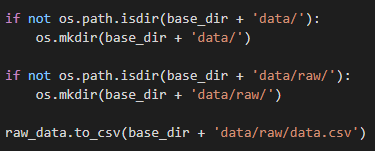 if not os.path.isdir(base_dir + 'data/'):
    os.mkdir(base_dir + 'data/')
if not os.path.isdir(base_dir + 'data/raw/'):
    os.mkdir(base_dir + 'data/raw/')
raw_data.to_csv(base_dir + 'data/raw/data.csv')